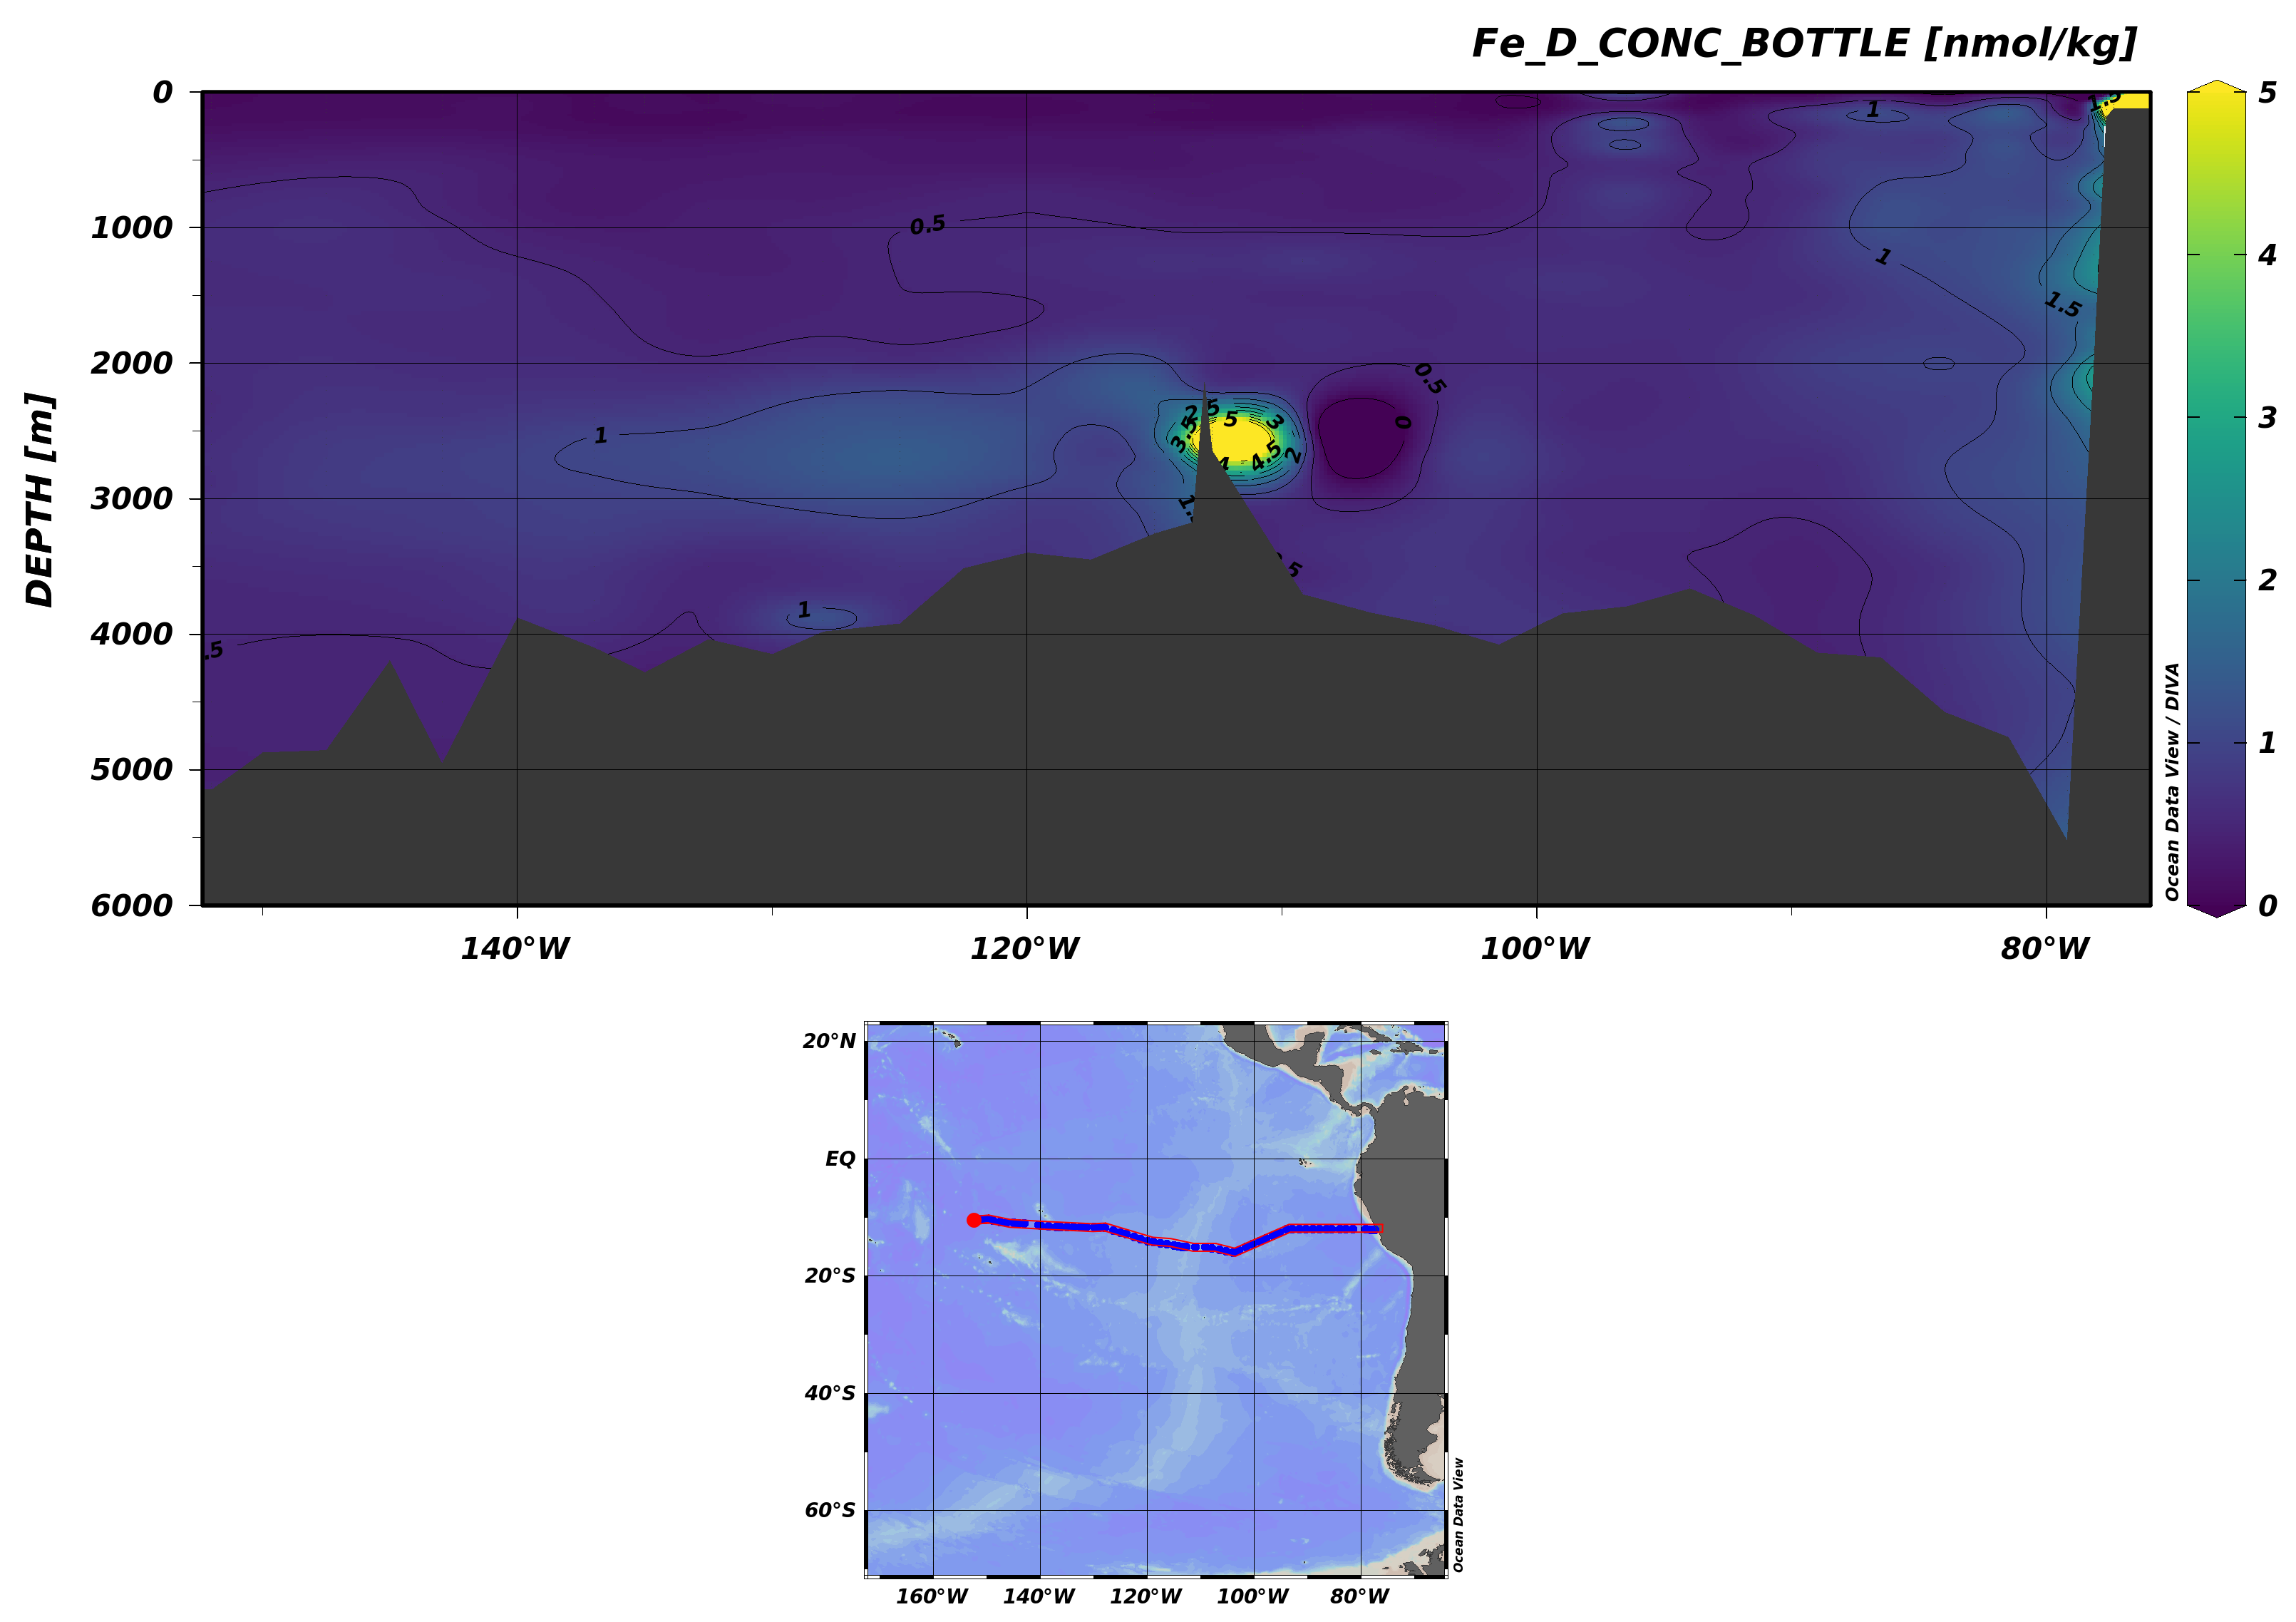 Fe_D_CONC_BOTTLE [nmol/kg]
0
1000
2000
3000
4000
5000
6000
DEPTH [m]
140°W
120°W
100°W
80°W
0.5
1
1
1.5
1
1.5
1
0.5
0
2
5
3.5
5
3
4.5
2
4
1
.5
5
4
3
2
1
0
Ocean Data View / DIVA
20°N
EQ
20°S
40°S
60°S
160°W
140°W
120°W
100°W
80°W
Ocean Data View